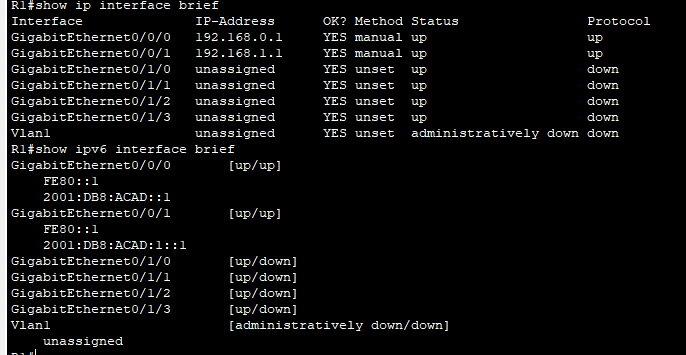 R1#show ip interface brief
Interface IP-Address OK? Method Status Protocol
GigabitEthernet0/0/0 192.168.0.1 YES manual up up
GigabitEthernet0/0/1 192.168.1.1 YES manual up up
GigabitEthernet0/1/0 unassigned YES unset up down
GigabitEthernet0/1/1 unassigned YES unset up down
GigabitEthernet0/1/2 unassigned YES unset up down
GigabitEthernet0/1/3 unassigned YES unset up down
Vlan1 unassigned YES unset administratively down down
R1#show ipv6 interface brief
GigabitEthernet0/0/0 [up/up]
FE80::1
2001:DB8:ACAD::1
GigabitEthernet0/0/1 [up/up]
FE80::1
2001:DB8:ACAD:1::1
GigabitEthernet0/1/0 [up/down]
GigabitEthernet0/1/1 [up/down]
GigabitEthernet0/1/2 [up/down]
GigabitEthernet0/1/3 [up/down]
Vlan1 [administratively down/down]
unassigned
R1#